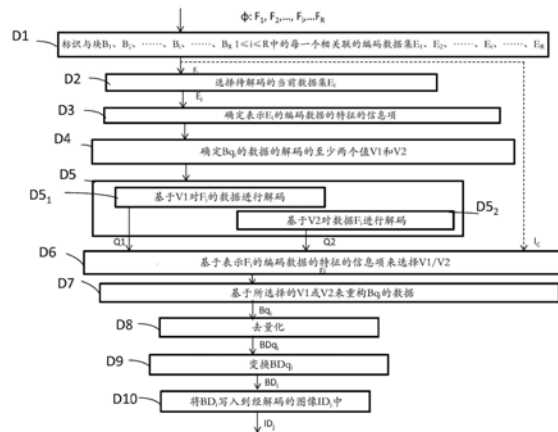 ϕ: F₁, F₂,..., Fᵢ,...F_R
D1
标识与块B₁、B₂、……、Bᵢ、……、B_R 1≤i≤R中的每一个相关联的编码数据集E₁、E₂、……、Eᵢ、……、E_R
D2
选择待解码的当前数据集Eᵢ
Eᵢ
D3
确定表示Eᵢ的编码数据的特征的信息项
D4
确定Bqᵢ的数据的解码的至少两个值V1和V2
D5
D5₁
基于V1对Fᵢ的数据进行解码
D5₂
基于V2对数据Fᵢ进行解码
Q1
Q2
I_C
D6
基于表示Fᵢ的编码数据的特征的信息项来选择V1/V2
D7
基于所选择的V1或V2来重构Bqᵢ的数据
Bqᵢ
D8
去量化
BDqᵢ
D9
变换BDqᵢ
BDᵢ
D10
将BDᵢ写入到经解码的图像IDⱼ中
IDⱼ